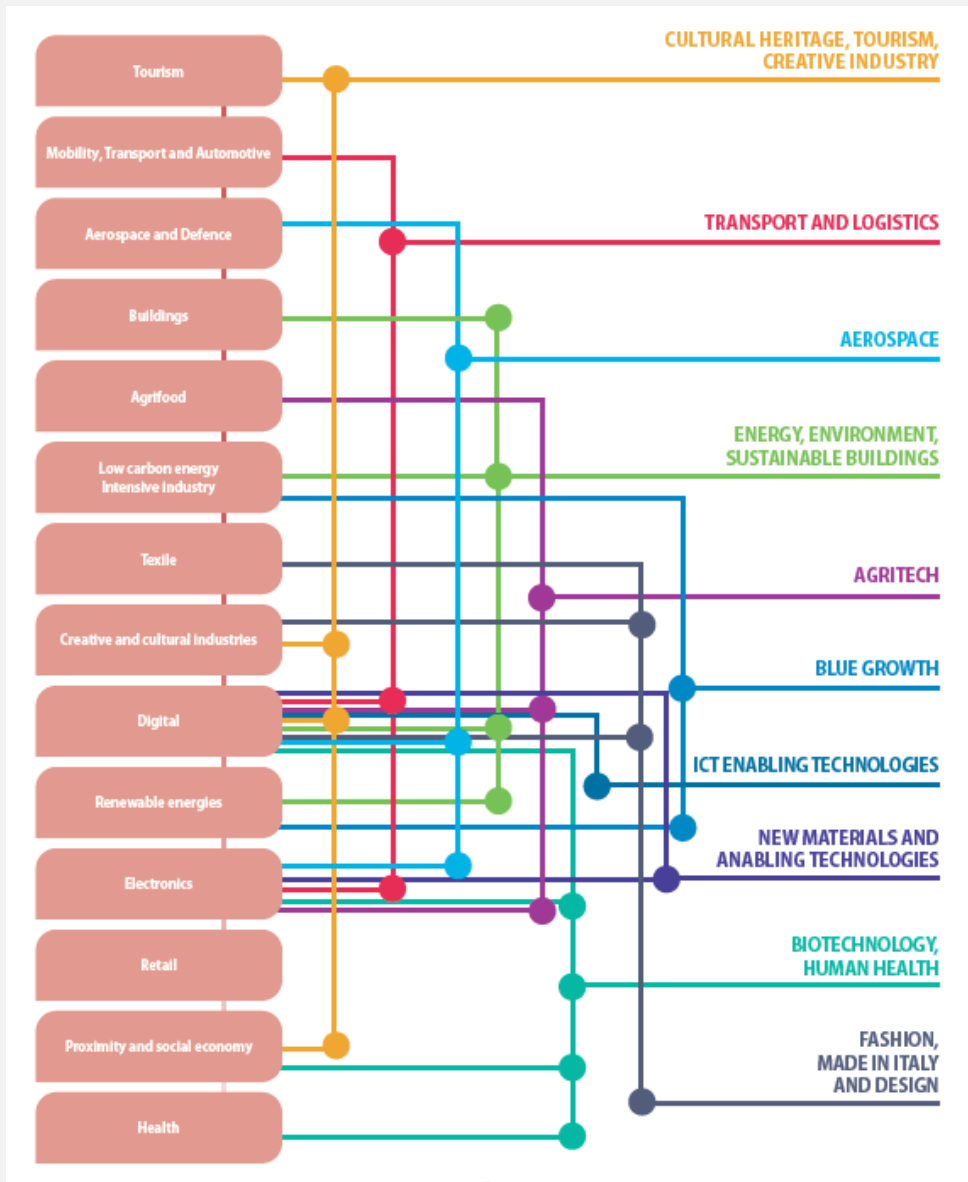 Tourism
Mobility, Transport and Automotive
Aerospace and Defence
Buildings
Agrifood
Low carbon energy
Intensive industry
Texile
Creative and cultural industries
Digital
Renewable energies
Electronics
Retail
Proximity and social economy
Health
CULTURAL HERITAGE, TOURISM,
CREATIVE INDUSTRY
TRANSPORT AND LOGISTICS
AEROSPACE
ENERGY, ENVIRONMENT,
SUSTAINABLE BUILDINGS
AGRITECH
BLUE GROWTH
ICT ENABLING TECHNOLOGIES
NEW MATERIALS AND
ANABLING TECHNOLOGIES
BIOTECHNOLOGY,
HUMAN HEALTH
FASHION,
MADE IN ITALY
AND DESIGN